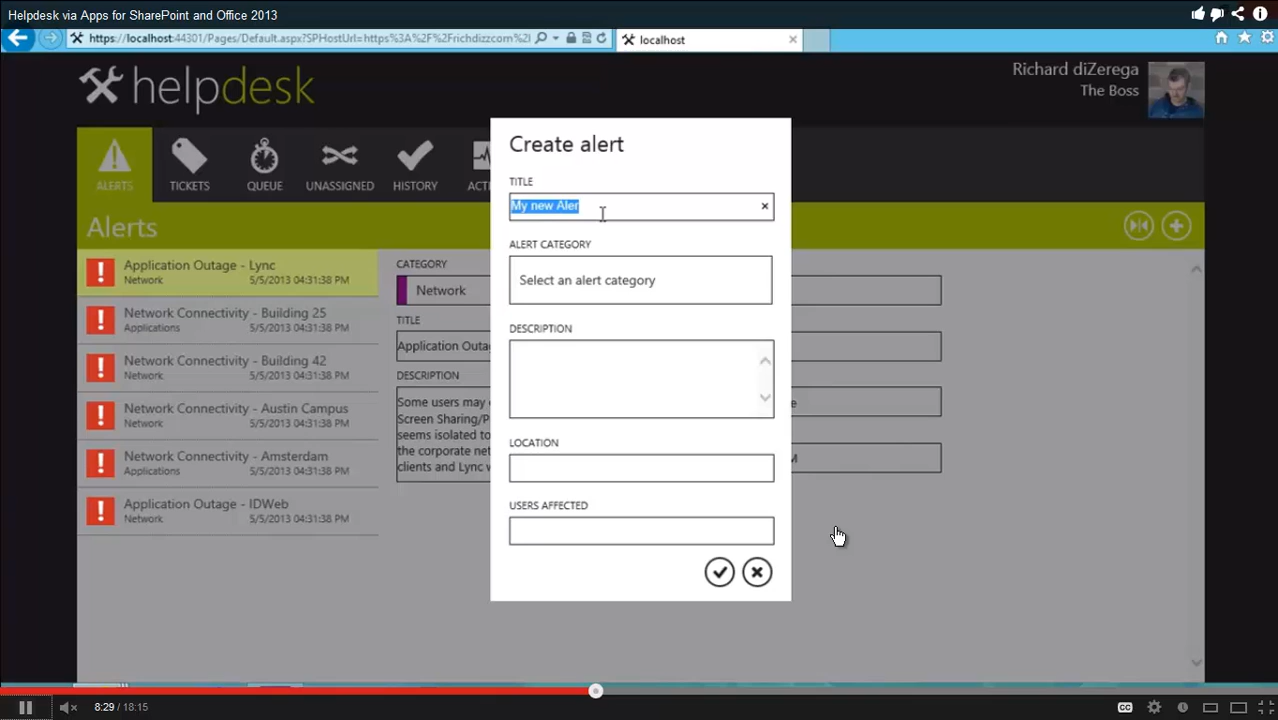 Helpdesk via Apps for SharePoint and Office 2013
https://localhost:44301/Pages/Default.aspx?SPHostUrl=https%3A%2F%2Frichdizzcom%2
localhost
helpdesk
Richard diZerega
The Boss
ALERTS
TICKETS
QUEUE
UNASSIGNED
HISTORY
Alerts
Application Outage - Lync
Network 5/5/2013 04:31:38 PM
Network Connectivity - Building 25
Applications 5/5/2013 04:31:38 PM
Network Connectivity - Building 42
Network 5/5/2013 04:31:38 PM
Network Connectivity - Austin Campus
Network 5/5/2013 04:31:38 PM
Network Connectivity - Amsterdam
Applications 5/5/2013 04:31:38 PM
Application Outage - IDWeb
Network 5/5/2013 04:31:38 PM
CATEGORY
Network
TITLE
Application Outa
DESCRIPTION
Some users may
Screen Sharing/P
seems isolated to
the corporate net
clients and Lync
Create alert
TITLE
My new Aler
ALERT CATEGORY
Select an alert category
DESCRIPTION
LOCATION
USERS AFFECTED
8:29 / 18:15
CC